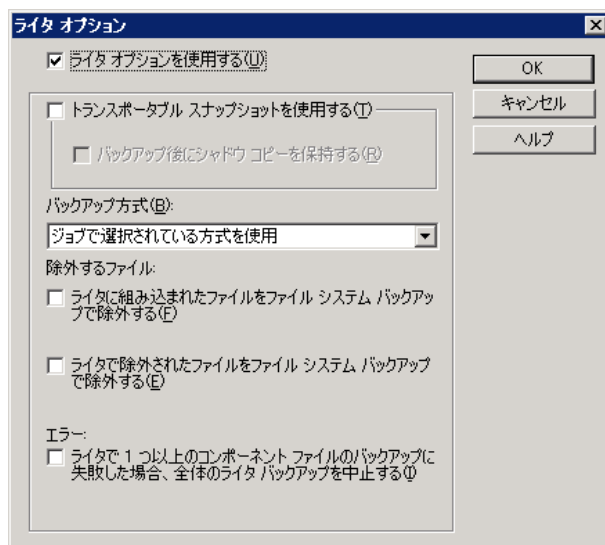 ライタ オプション
ライタ オプションを使用する(U)
OK
キャンセル
ヘルプ
トランスポータブル スナップショットを使用する(T)
バックアップ後にシャドウ コピーを保持する(R)
バックアップ方式(B):
ジョブで選択されている方式を使用
除外するファイル:
ライタに組み込まれたファイルをファイル システム バックアッ
プで除外する(F)
ライタで除外されたファイルをファイル システム バックアップ
で除外する(E)
エラー:
ライタで 1 つ以上のコンポーネント ファイルのバックアップに
失敗した場合、全体のライタ バックアップを中止する(I)